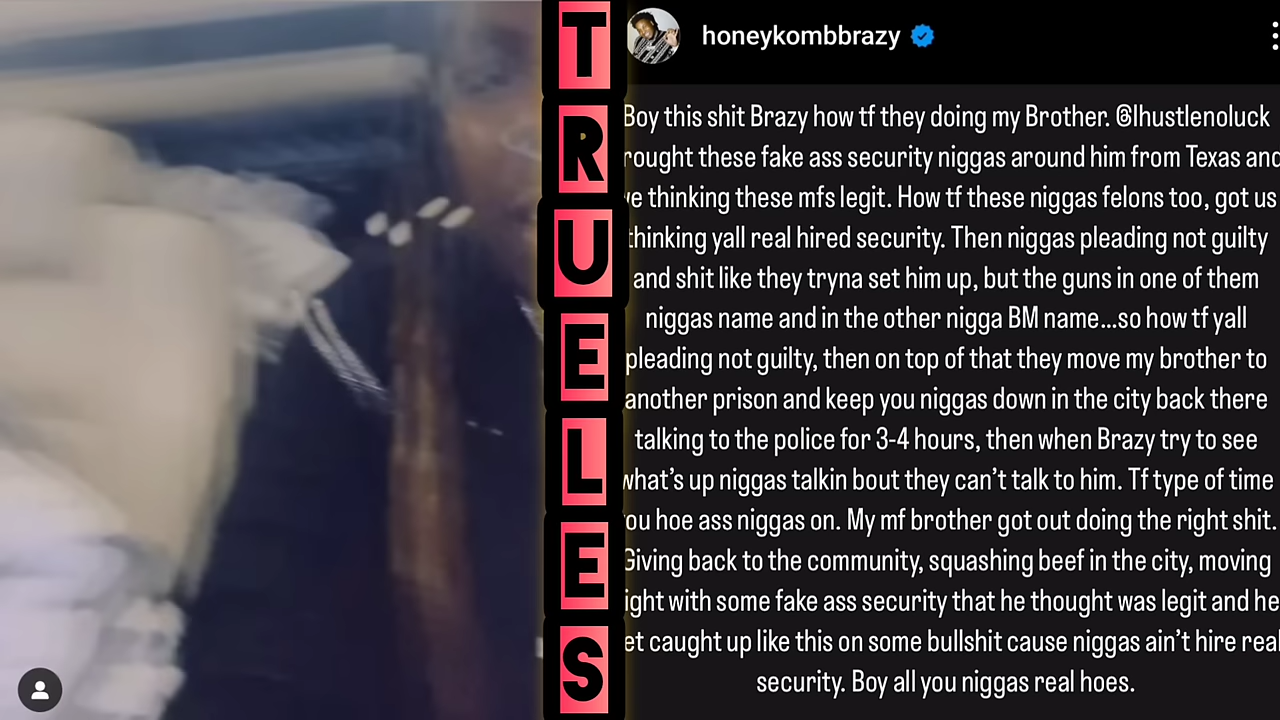 TRUELES
honeykombbrazy
Boy this shit Brazy how tf they doing my Brother. @lhustlenoluck
rought these fake ass security niggas around him from Texas and
we thinking these mfs legit. How tf these niggas felons too, got us
thinking yall real hired security. Then niggas pleading not guilty
and shit like they tryna set him up, but the guns in one of them
niggas name and in the other nigga BM name...so how tf yall
pleading not guilty, then on top of that they move my brother to
another prison and keep you niggas down in the city back there
talking to the police for 3-4 hours, then when Brazy try to see
what's up niggas talkin bout they can't talk to him. Tf type of time
you hoe ass niggas on. My mf brother got out doing the right shit.
Giving back to the community, squashing beef in the city, moving
ight with some fake ass security that he thought was legit and he
et caught up like this on some bullshit cause niggas ain't hire real
security. Boy all you niggas real hoes.